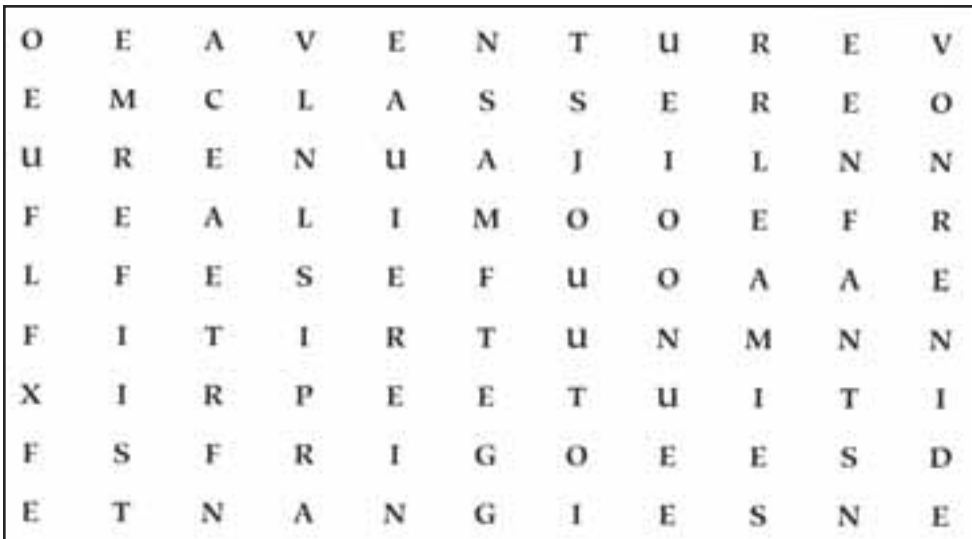 O E A V E N T U R E V
E M C L A S S E R E O
U R E N U A J I L N N
F E A L I M O O E F R
L F E S E F U O A A E
F I T I R T U N M N N
X I R P E E T U I T I
F S F R I G O E E S D
E T N A N G I E S N E